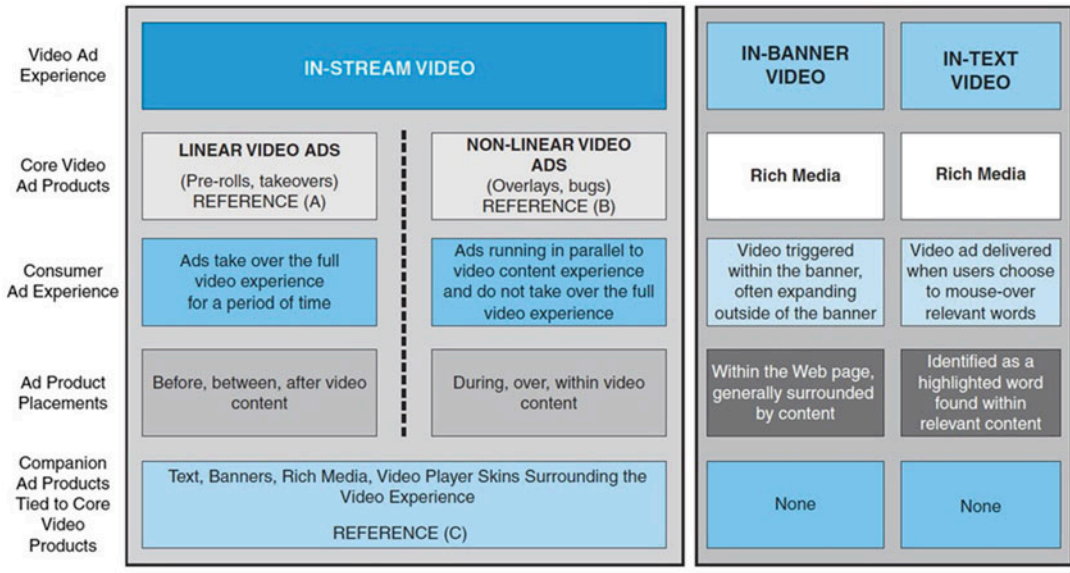 Video Ad
Experience
IN-STREAM VIDEO
IN-BANNER
VIDEO
IN-TEXT
VIDEO
Core Video
Ad Products
LINEAR VIDEO ADS
(Pre-rolls, takeovers)
REFERENCE (A)
NON-LINEAR VIDEO
ADS
(Overlays, bugs)
REFERENCE (B)
Rich Media
Rich Media
Consumer
Ad Experience
Ads take over the full
video experience
for a period of time
Ads running in parallel to
video content experience
and do not take over the full
video experience
Video triggered
within the banner,
often expanding
outside of the banner
Video ad delivered
when users choose
to mouse-over
relevant words
Ad Product
Placements
Before, between, after video
content
During, over, within video
content
Within the Web page,
generally surrounded
by content
Identified as a
highlighted word
found within
relevant content
Companion
Ad Products
Tied to Core
Video
Products
Text, Banners, Rich Media, Video Player Skins Surrounding the
Video Experience
REFERENCE (C)
None
None